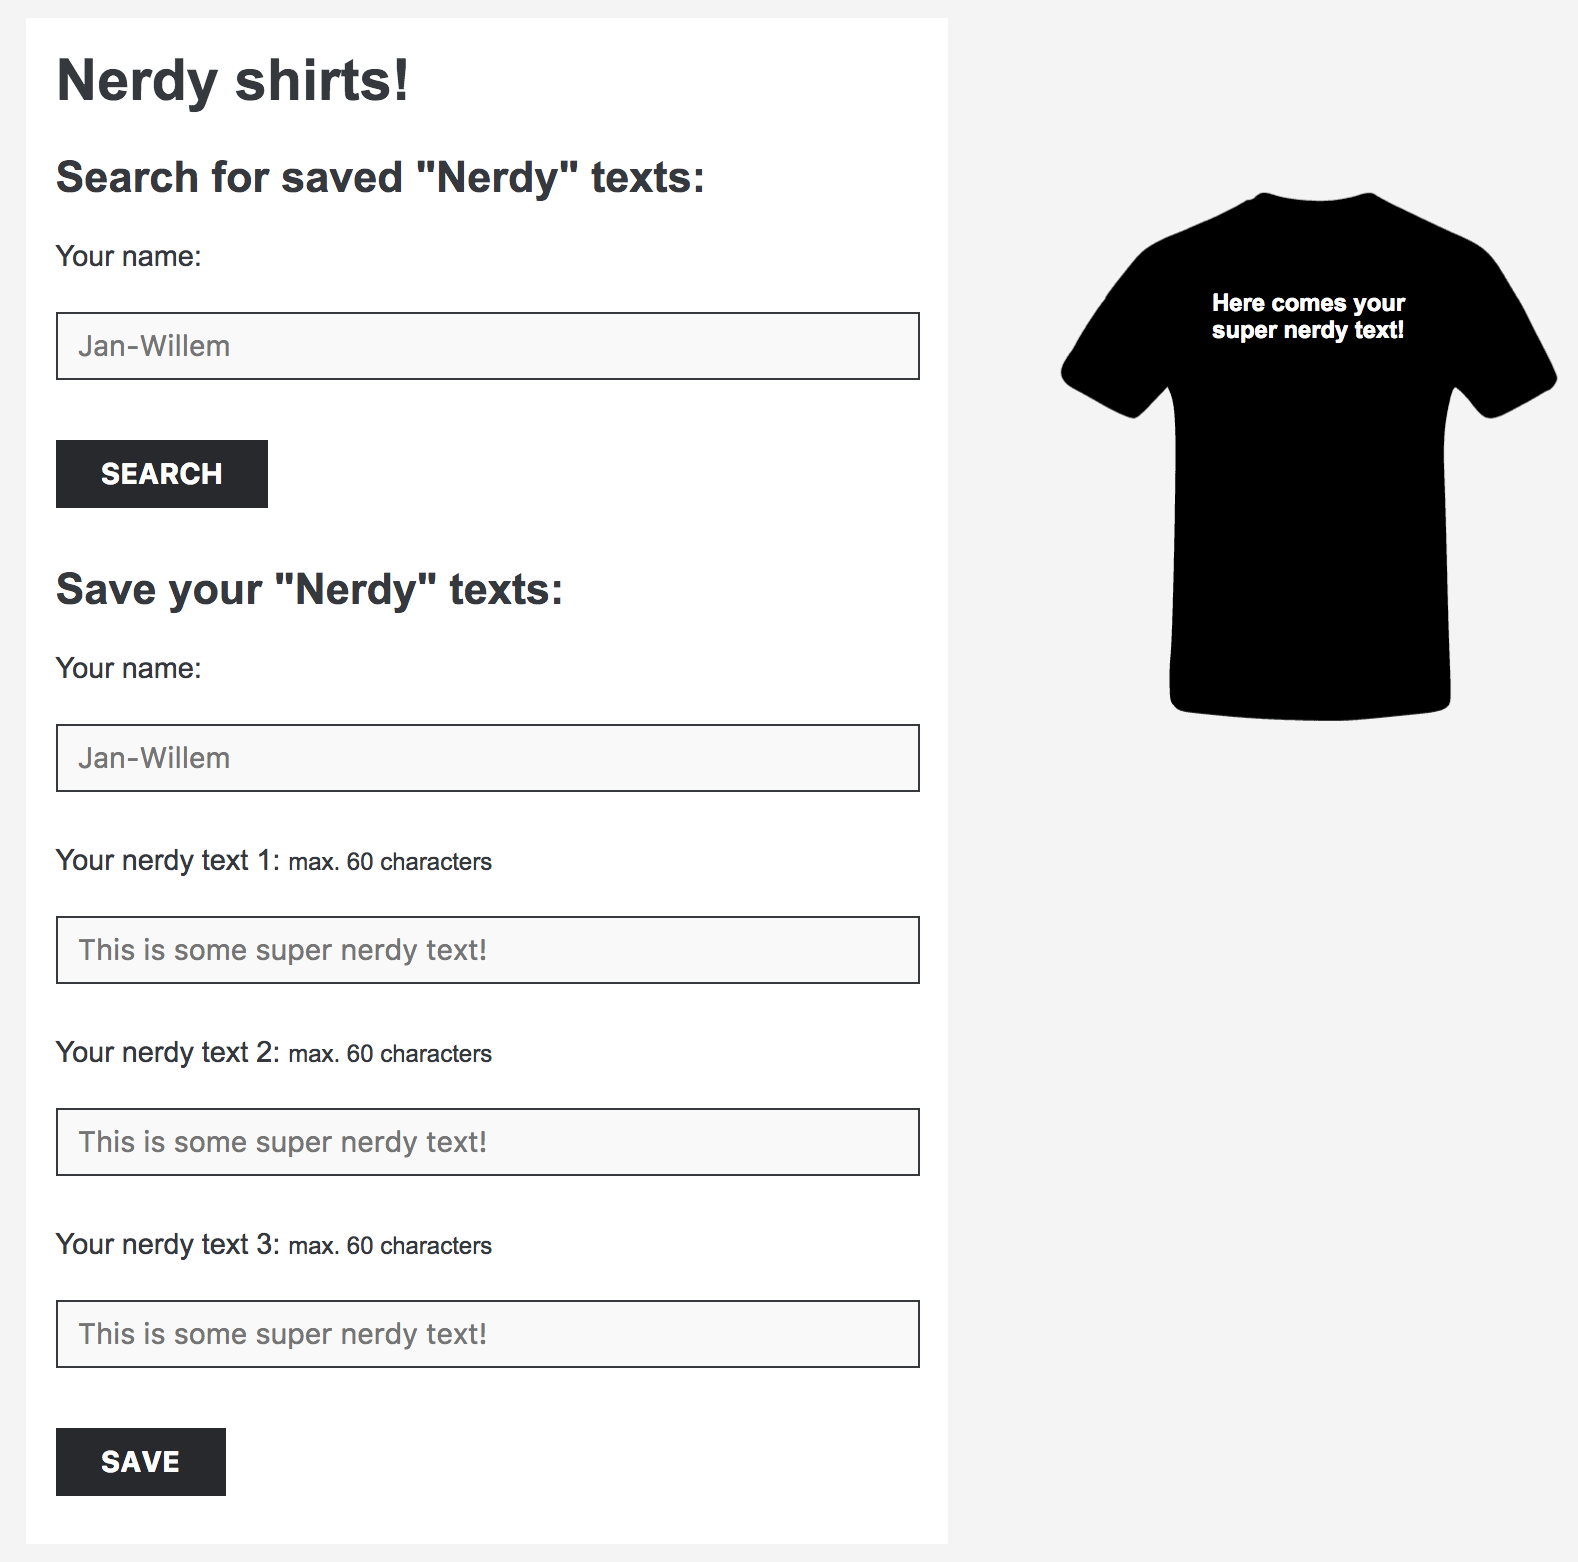 Nerdy shirts!
Search for saved "Nerdy" texts:
Your name:
Jan-Willem
SEARCH
Save your "Nerdy" texts:
Your name:
Jan-Willem
Your nerdy text 1: max. 60 characters
This is some super nerdy text!
Your nerdy text 2: max. 60 characters
This is some super nerdy text!
Your nerdy text 3: max. 60 characters
This is some super nerdy text!
SAVE
Here comes your
super nerdy text!